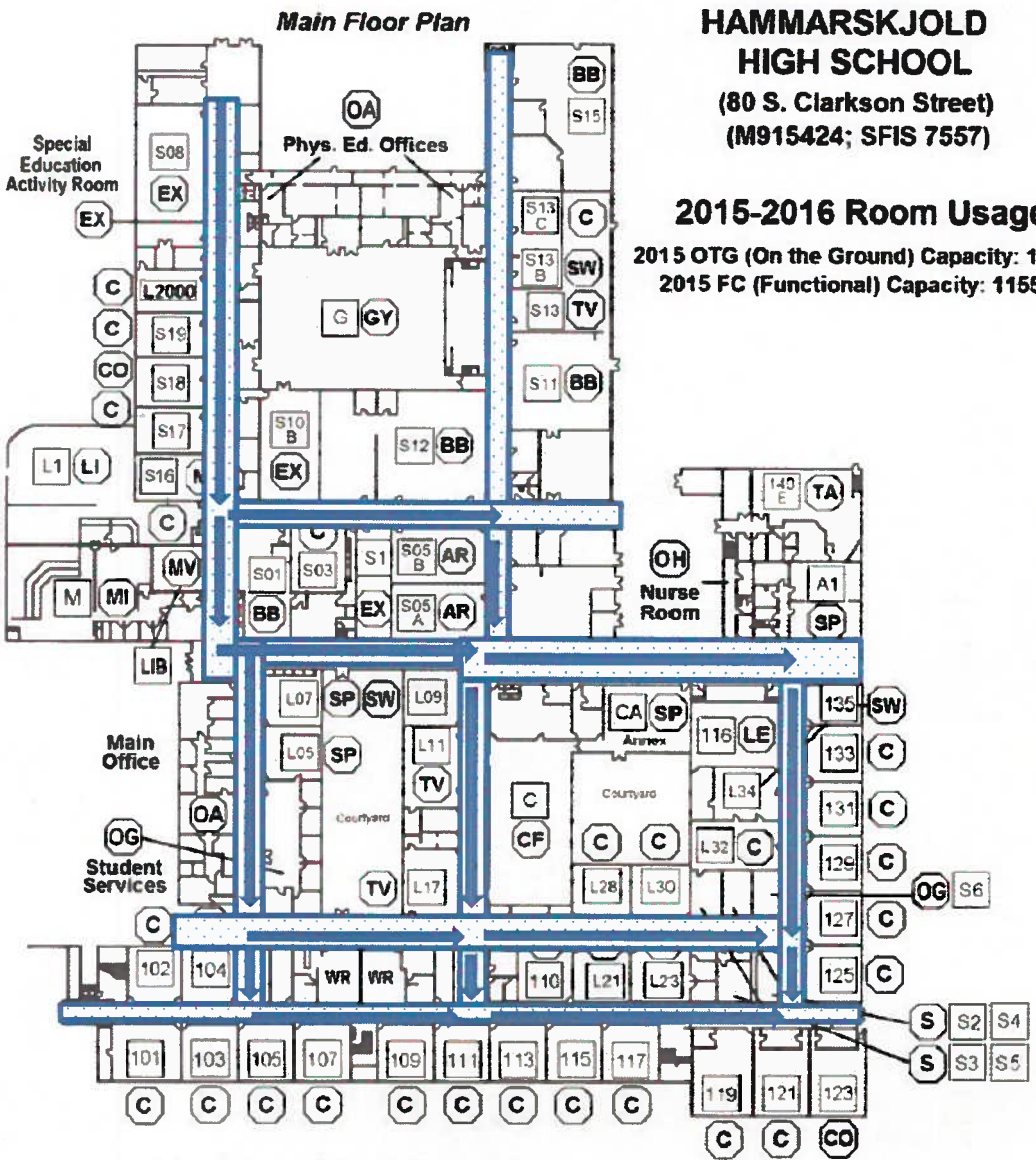 Main Floor Plan
HAMMARSKJOLD
HIGH SCHOOL
(80 S. Clarkson Street)
(M915424; SFIS 7557)
2015-2016 Room Usage
2015 OTG (On the Ground) Capacity: 1
2015 FC (Functional) Capacity: 1155
BB
S15
OA
Phys. Ed. Offices
Special
Education
Activity Room
S08
EX
EX
S13
C
C
S13
B
SW
S13
TV
C
L2000
C
S19
CO
S18
C
S17
G
GY
S11
BB
S10
B
EX
S12
BB
L1
LI
S16
C
140
E
TA
C
MV
S01
BB
S03
S1
EX
S05
B
AR
S05
A
AR
OH
Nurse
Room
A1
SP
M
MI
LIB
L07
SP
SW
L09
CA
SP
Annex
116
LE
135
SW
Main
Office
L05
SP
L11
TV
133
C
OA
Courtyard
C
CF
Courtyard
L34
131
C
OG
Student
Services
C
C
L32
C
129
C
TV
L17
L28
L30
OG
S6
C
127
C
102
104
WR
WR
110
L21
L23
125
C
S
S2
S4
S
S3
S5
101
103
105
107
109
111
113
115
117
C
C
C
C
C
C
C
C
C
119
121
123
C
C
CO